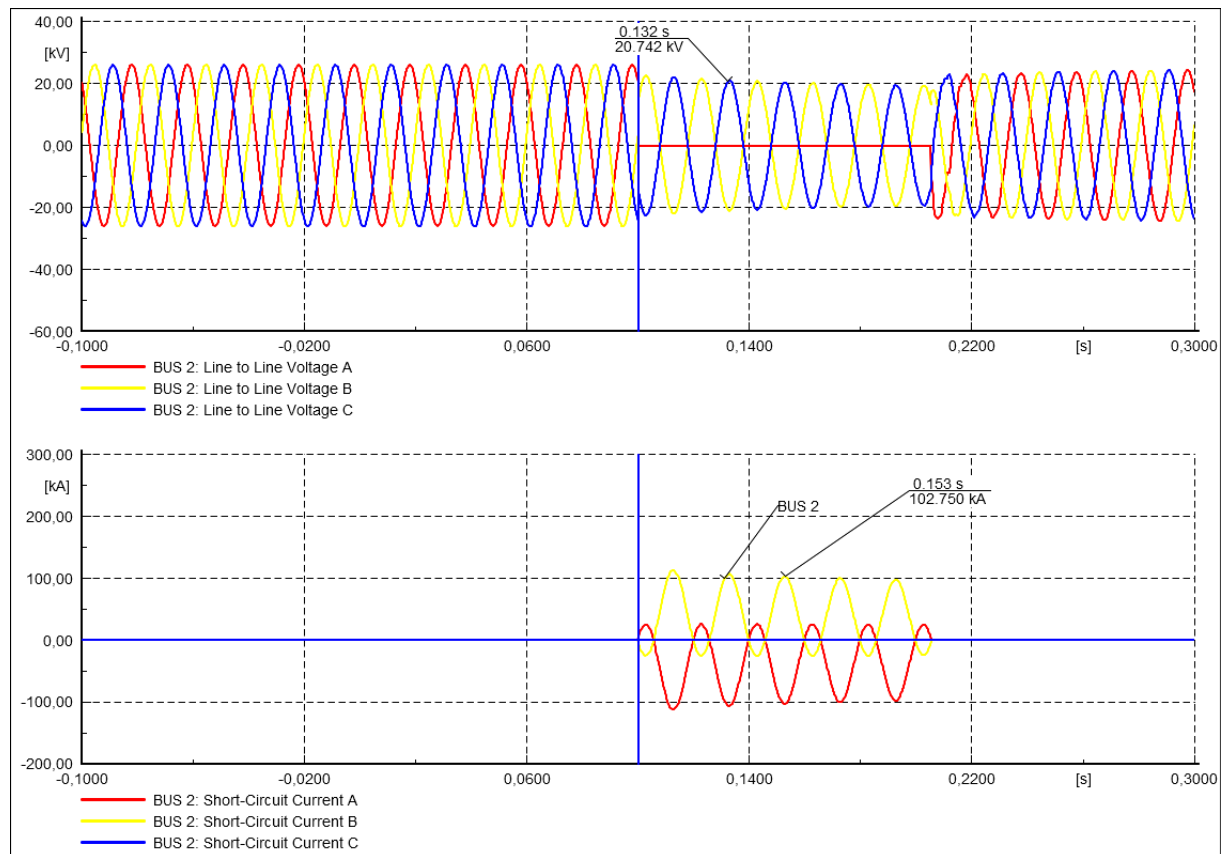 40,00
[kV]
20,00
0,00
-20,00
-40,00
-60,00
0.132 s
20.742 kV
-0,1000
-0,0200
0,0600
0,1400
0,2200
[s]
0,3000
BUS 2: Line to Line Voltage A
BUS 2: Line to Line Voltage B
BUS 2: Line to Line Voltage C
300,00
[kA]
200,00
100,00
0,00
-100,00
-200,00
BUS 2
0.153 s
102.750 kA
-0,1000
-0,0200
0,0600
0,1400
0,2200
[s]
0,3000
BUS 2: Short-Circuit Current A
BUS 2: Short-Circuit Current B
BUS 2: Short-Circuit Current C